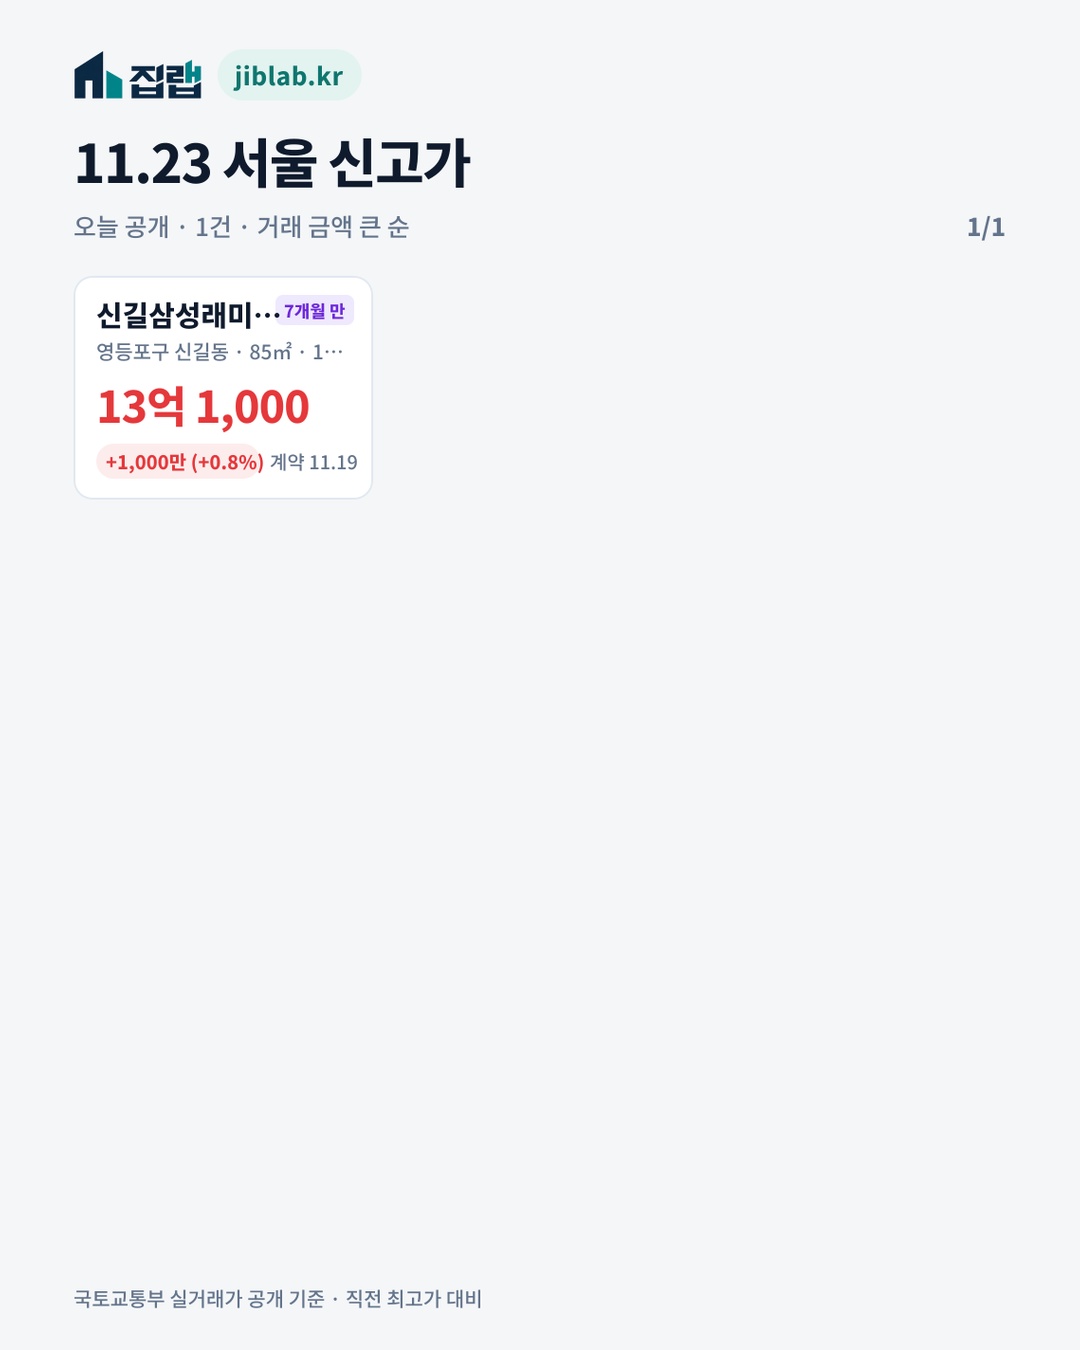 집랩 jiblab.kr
11.23 서울 신고가
오늘 공개 · 1건 · 거래 금액 큰 순 1/1
신길삼성래미… 7개월 만
영등포구 신길동 · 85㎡ · 1…
13억 1,000
+1,000만 (+0.8%) 계약 11.19
국토교통부 실거래가 공개 기준 · 직전 최고가 대비